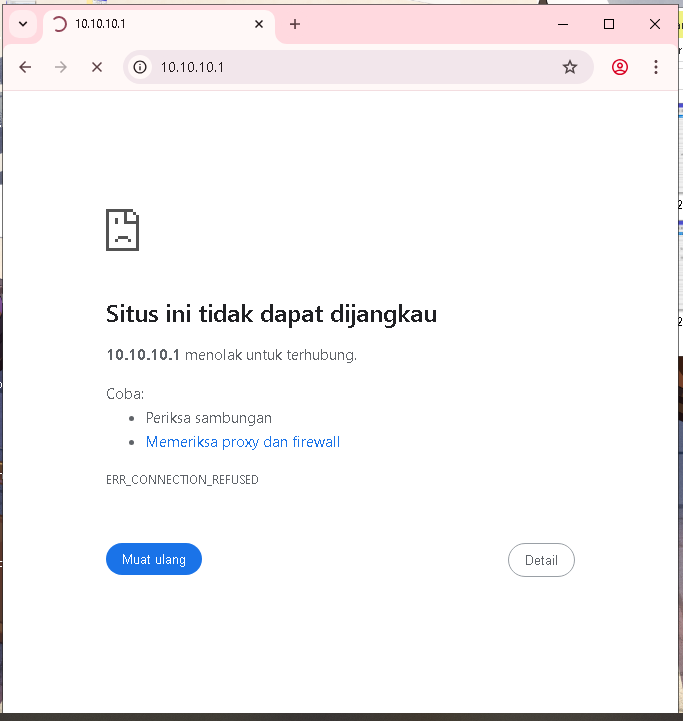 10.10.10.1
10.10.10.1
Situs ini tidak dapat dijangkau
10.10.10.1 menolak untuk terhubung.
Coba:
• Periksa sambungan
• Memeriksa proxy dan firewall
ERR_CONNECTION_REFUSED
Muat ulang
Detail